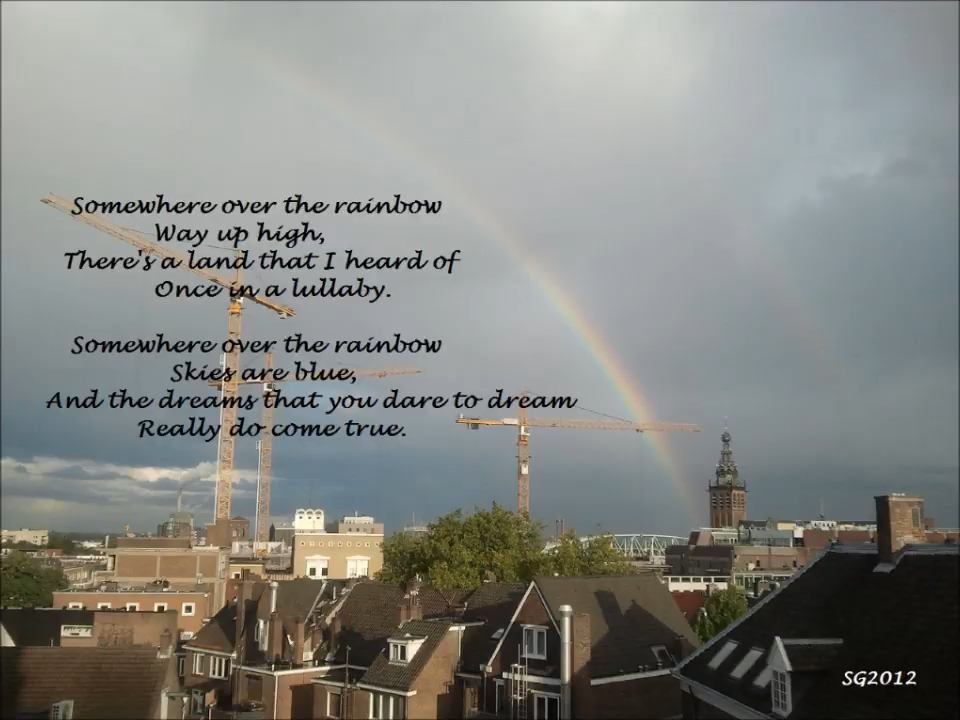 Somewhere over the rainbow
Way up high,
There's a land that I heard of
Once in a lullaby.
Somewhere over the rainbow
Skies are blue,
And the dreams that you dare to dream
Really do come true.
SG2012